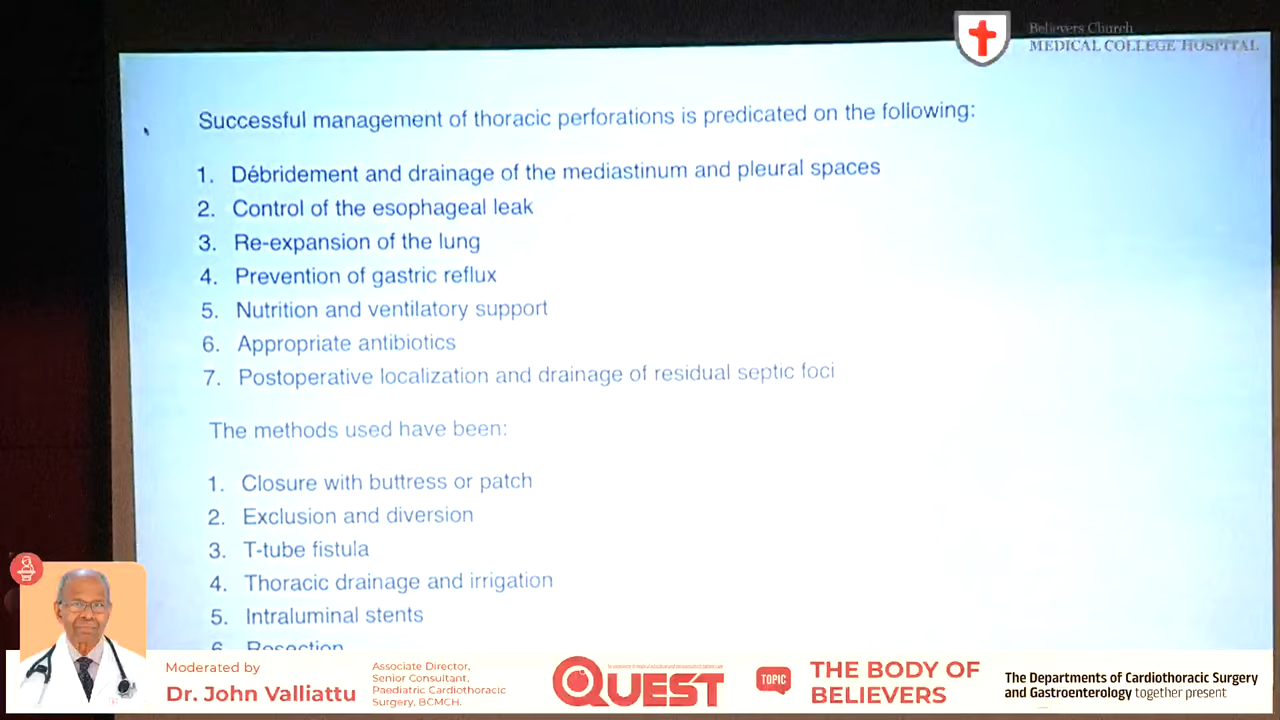 Believers Church
MEDICAL COLLEGE HOSPITAL
Successful management of thoracic perforations is predicated on the following:
1. Débridement and drainage of the mediastinum and pleural spaces
2. Control of the esophageal leak
3. Re-expansion of the lung
4. Prevention of gastric reflux
5. Nutrition and ventilatory support
6. Appropriate antibiotics
7. Postoperative localization and drainage of residual septic foci
The methods used have been:
1. Closure with buttress or patch
2. Exclusion and diversion
3. T-tube fistula
4. Thoracic drainage and irrigation
5. Intraluminal stents
6. Resection
Moderated by
Dr. John Valliattu
Associate Director,
Senior Consultant,
Paediatric Cardiothoracic
Surgery, BCMCH.
QUEST
TOPIC
THE BODY OF
BELIEVERS
The Departments of Cardiothoracic Surgery
and Gastroenterology together present